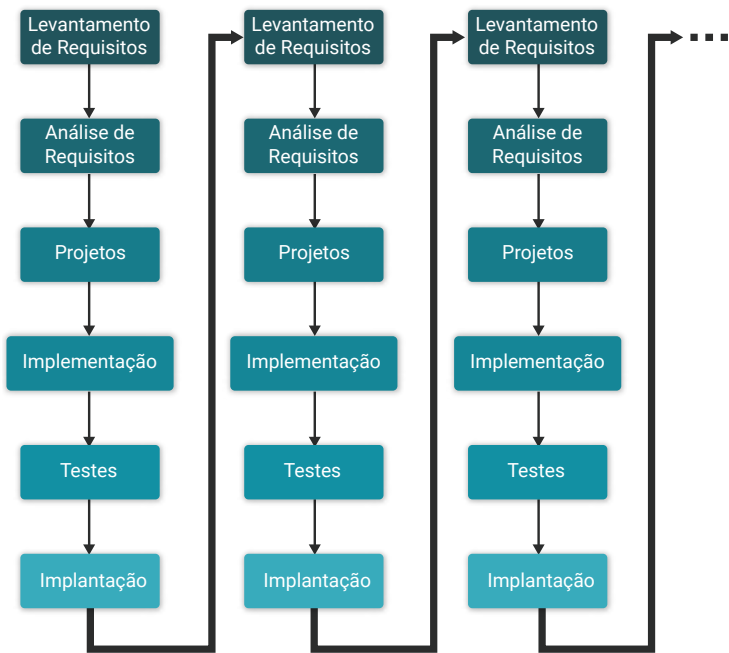 Levantamento
de Requisitos
Análise de
Requisitos
Projetos
Implementação
Testes
Implantação
Levantamento
de Requisitos
Análise de
Requisitos
Projetos
Implementação
Testes
Implantação
Levantamento
de Requisitos
Análise de
Requisitos
Projetos
Implementação
Testes
Implantação